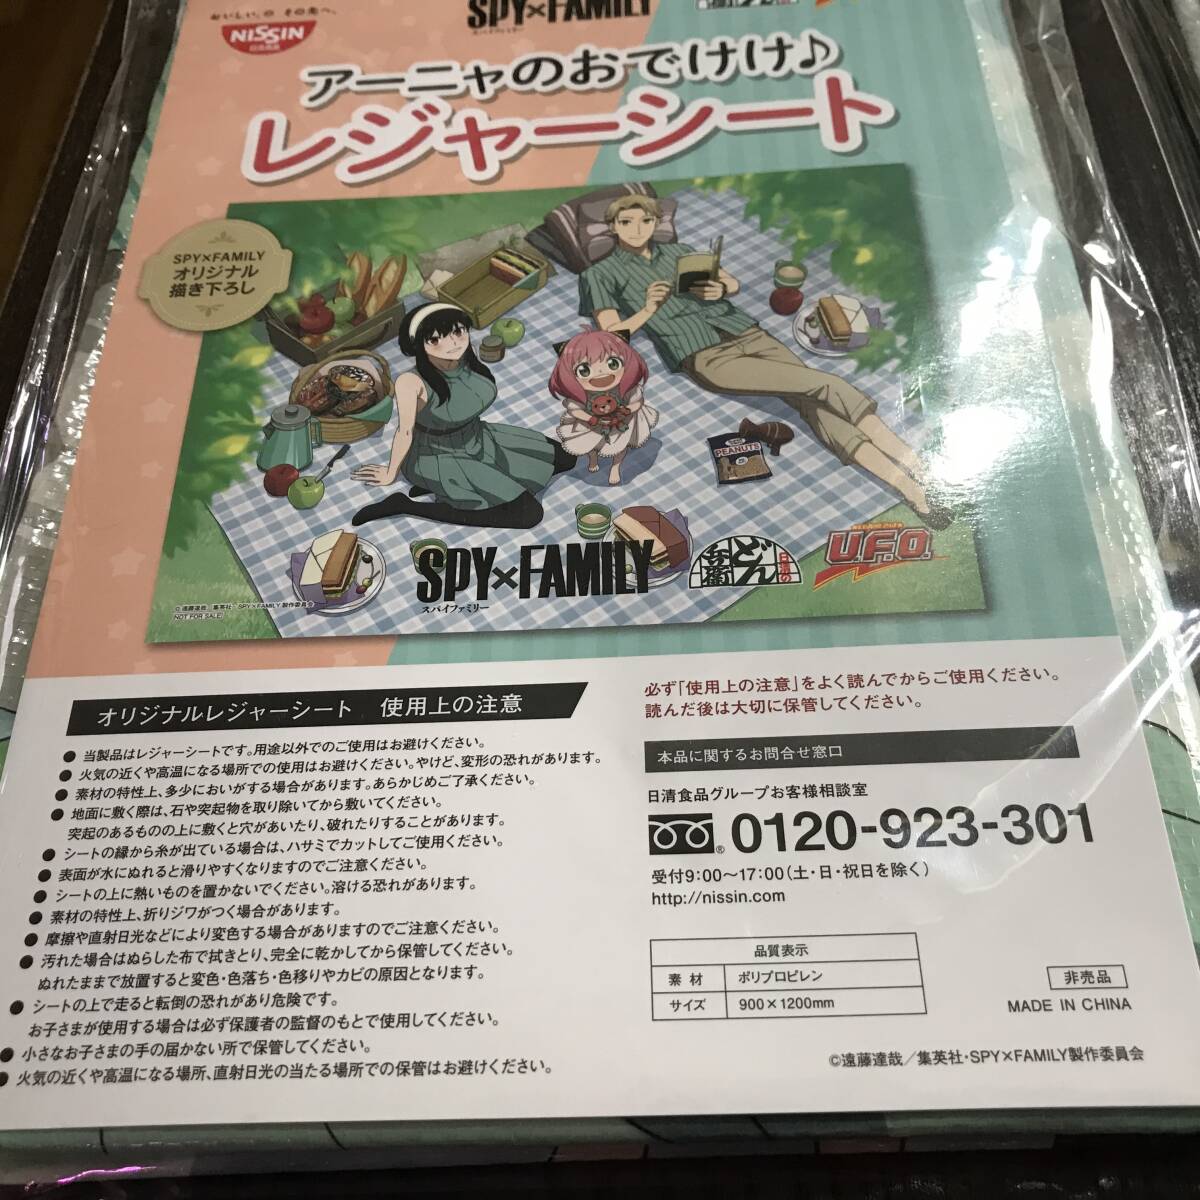 おいしい、の その先へ。
NISSIN
SPY×FAMILY
スパイファミリー
アーニャのおでけけ♪
レジャーシート
SPY×FAMILY
オリジナル
描き下ろし
PEANUTS
SPY×FAMILY
スパイファミリー
日清の
どん兵衛
U.F.O.
©遠藤達哉/集英社・SPY×FAMILY製作委員会
NOT FOR SALE
オリジナルレジャーシート 使用上の注意
● 当製品はレジャーシートです。用途以外でのご使用はお避けください。
● 火気の近くや高温になる場所での使用はお避けください。やけど、変形の恐れがあります。
● 素材の特性上、多少においがする場合があります。あらかじめご了承ください。
● 地面に敷く際は、石や突起物を取り除いてから敷いてください。
突起のあるものの上に敷くと穴があいたり、破れたりすることがあります。
● シートの縁から糸が出ている場合は、ハサミでカットしてご使用ください。
● 表面が水にぬれると滑りやすくなりますのでご注意ください。
● シートの上に熱いものを置かないでください。溶ける恐れがあります。
● 素材の特性上、折りジワがつく場合があります。
● 摩擦や直射日光などにより変色する場合がありますのでご注意ください。
● 汚れた場合はぬらした布で拭きとり、完全に乾かしてから保管してください。
ぬれたままで放置すると変色・色落ち・色移りやカビの原因となります。
● シートの上で走ると転倒の恐れがあり危険です。
お子さまが使用する場合は必ず保護者の監督のもとで使用してください。
● 小さなお子さまの手の届かない所で保管してください。
● 火気の近くや高温になる場所、直射日光の当たる場所での保管はお避けください。
必ず「使用上の注意」をよく読んでからご使用ください。
読んだ後は大切に保管してください。
本品に関するお問合せ窓口
日清食品グループお客様相談室
® 0120-923-301
受付9:00〜17:00(土・日・祝日を除く)
http://nissin.com
品質表示
素材 ポリプロピレン
サイズ 900×1200mm
非売品
MADE IN CHINA
©遠藤達哉/集英社・SPY×FAMILY製作委員会